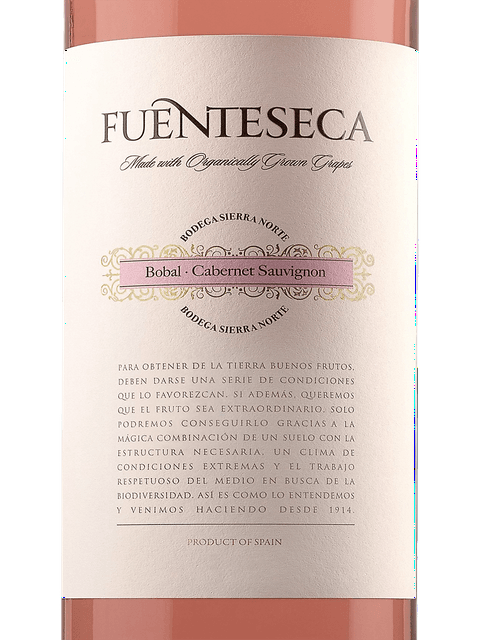 FUENTESECA
Made with Organically Grown Grapes
BODEGA SIERRA NORTE
Bobal · Cabernet Sauvignon
BODEGA SIERRA NORTE
PARA OBTENER DE LA TIERRA BUENOS FRUTOS,
DEBEN DARSE UNA SERIE DE CONDICIONES
QUE LO FAVOREZCAN. SI ADEMÁS, QUEREMOS
QUE EL FRUTO SEA EXTRAORDINARIO, SOLO
PODREMOS CONSEGUIRLO GRACIAS A LA
MÁGICA COMBINACIÓN DE UN SUELO CON LA
ESTRUCTURA NECESARIA, UN CLIMA DE
CONDICIONES EXTREMAS Y EL TRABAJO
RESPETUOSO DEL MEDIO EN BUSCA DE LA
BIODIVERSIDAD. ASÍ ES COMO LO ENTENDEMOS
Y VENIMOS HACIENDO DESDE 1914.
PRODUCT OF SPAIN